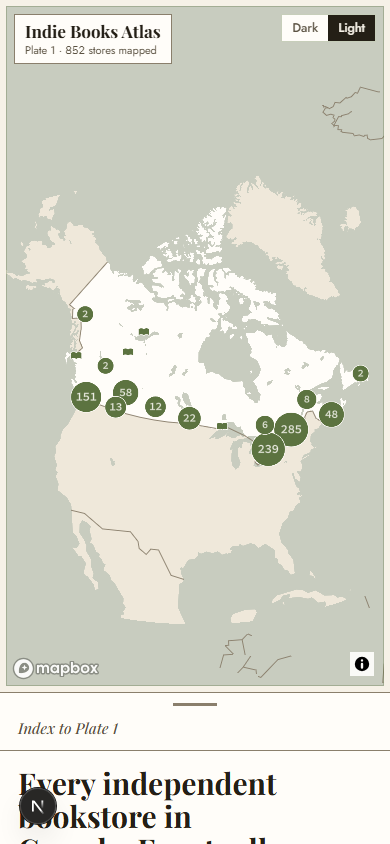 Indie Books Atlas
Plate 1 · 852 stores mapped
Dark Light
2
2
2
151
58
13
12
22
8
48
6
285
239
mapbox
Index to Plate 1
Every independent
N
bookstore in